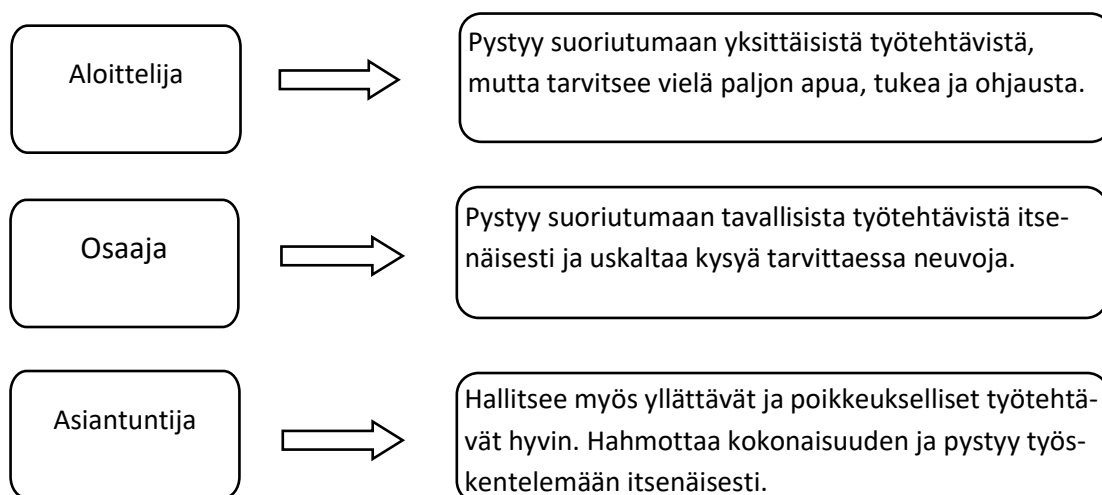 Aloittelija
Pystyy suoriutumaan yksittäisistä työtehtävistä,
mutta tarvitsee vielä paljon apua, tukea ja ohjausta.
Osaaja
Pystyy suoriutumaan tavallisista työtehtävistä itse-
näisesti ja uskaltaa kysyä tarvittaessa neuvoja.
Asiantuntija
Hallitsee myös yllättävät ja poikkeukselliset työtehtä-
vät hyvin. Hahmottaa kokonaisuuden ja pystyy työs-
kentelemään itsenäisesti.